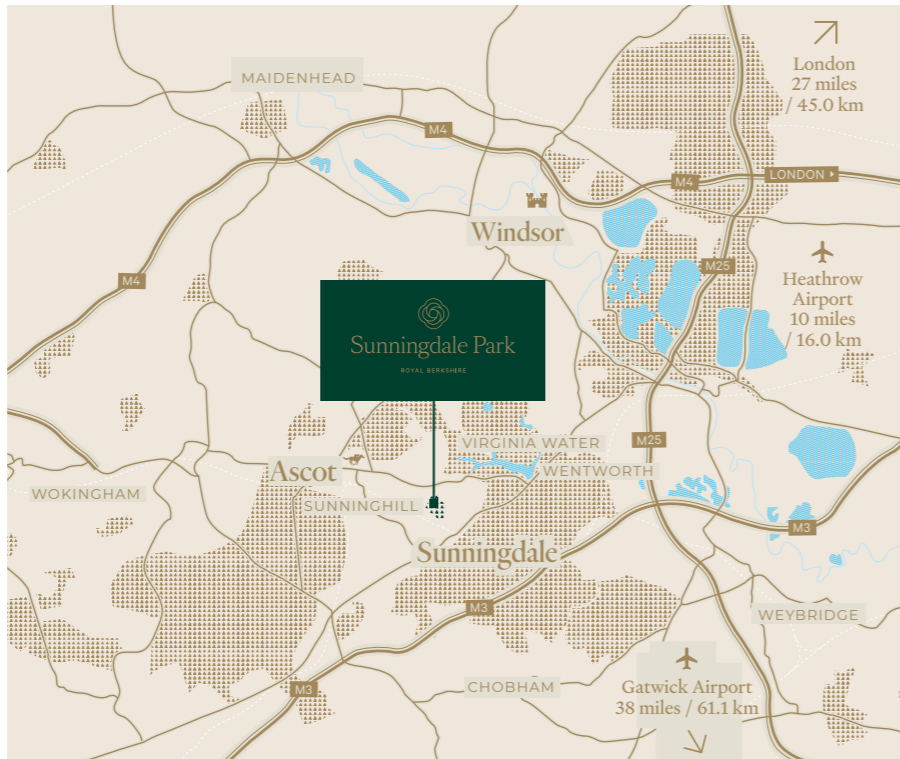 London
27 miles
/ 45.0 km
MAIDENHEAD
M4
M4
LONDON
Windsor
M4
M25
Heathrow
Airport
10 miles
/ 16.0 km
Sunningdale Park
ROYAL BERKSHIRE
VIRGINIA WATER
M25
WENTWORTH
Ascot
WOKINGHAM
SUNNINGHILL
M3
Sunningdale
M3
WEYBRIDGE
CHOBHAM
M3
Gatwick Airport
38 miles / 61.1 km